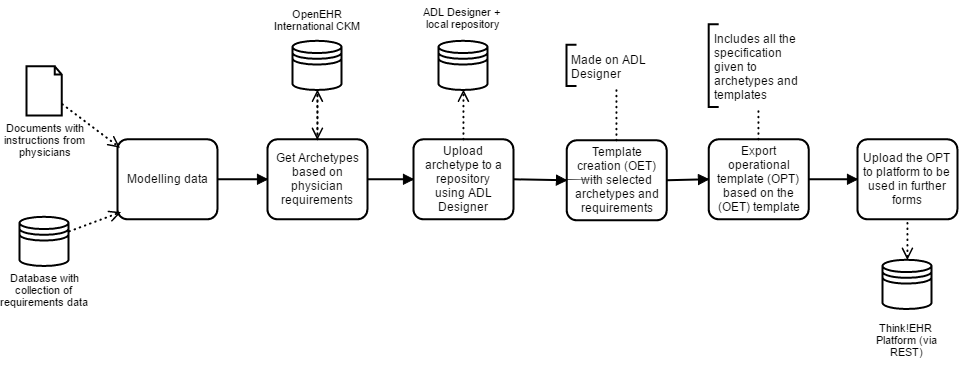 OpenEHR
International CKM
ADL Designer +
local repository
Made on ADL
Designer
Includes all the
specification
given to
archetypes and
templates
Documents with
instructions from
physicians
Modelling data
Get Archetypes
based on
physician
requirements
Upload
archetype to a
repository
using ADL
Designer
Template
creation (OET)
with selected
archetypes and
requirements
Export
operational
template (OPT)
based on the
(OET) template
Upload the OPT
to platform to be
used in further
forms
Database with
collection of
requirements data
Think!EHR
Platform (via
REST)